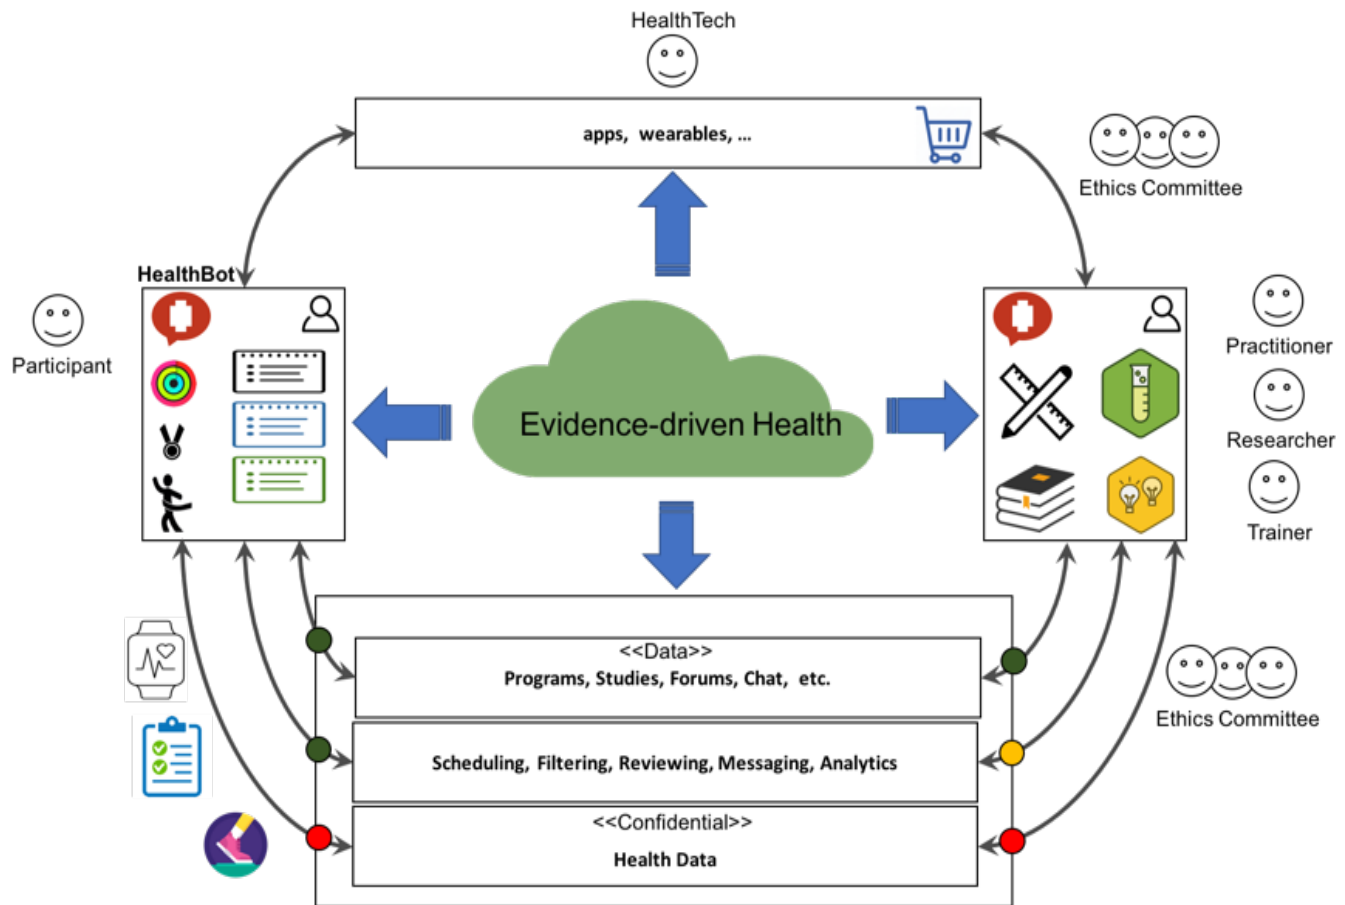 HealthTech
apps, wearables, ...
Ethics Committee
HealthBot
Participant
Practitioner
Researcher
Trainer
Evidence-driven Health
<<Data>>
Programs, Studies, Forums, Chat, etc.
Ethics Committee
Scheduling, Filtering, Reviewing, Messaging, Analytics
<<Confidential>>
Health Data